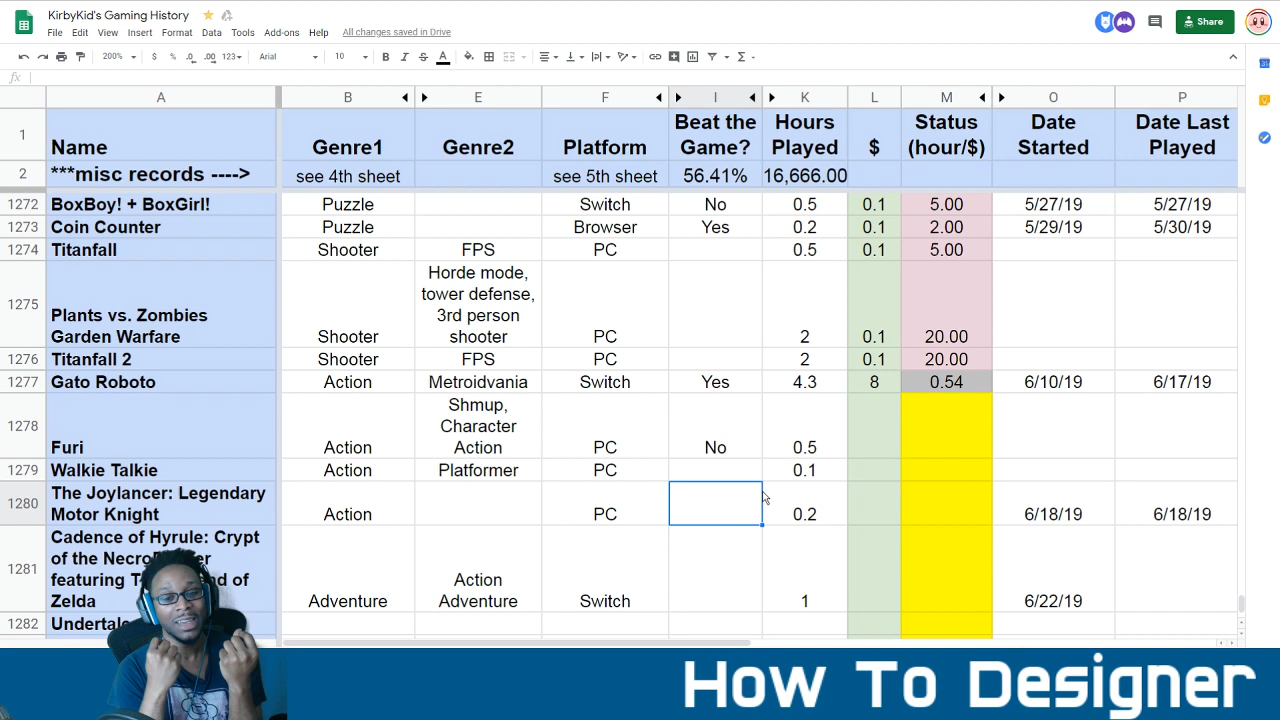 KirbyKid's Gaming History
File Edit View Insert Format Data Tools Add-ons Help All changes saved in Drive
Share
200% $ % .0 .00 123 Arial 10 B I S A
fx
A B E F I K L M O P
1 Name Genre1 Genre2 Platform Beat the Game? Hours Played $ Status (hour/$) Date Started Date Last Played
2 ***misc records ----> see 4th sheet see 5th sheet 56.41% 16,666.00
1272 BoxBoy! + BoxGirl! Puzzle Switch No 0.5 0.1 5.00 5/27/19 5/27/19
1273 Coin Counter Puzzle Browser Yes 0.2 0.1 2.00 5/29/19 5/30/19
1274 Titanfall Shooter FPS PC 0.5 0.1 5.00
1275 Plants vs. Zombies Garden Warfare Shooter Horde mode, tower defense, 3rd person shooter PC 2 0.1 20.00
1276 Titanfall 2 Shooter FPS PC 2 0.1 20.00
1277 Gato Roboto Action Metroidvania Switch Yes 4.3 8 0.54 6/10/19 6/17/19
1278 Furi Action Shmup, Character Action PC No 0.5
1279 Walkie Talkie Action Platformer PC 0.1
1280 The Joylancer: Legendary Motor Knight Action PC 0.2 6/18/19 6/18/19
1281 Cadence of Hyrule: Crypt of the featuring of Zelda Adventure Action Adventure Switch 1 6/22/19
1282 Undertale
How To Designer